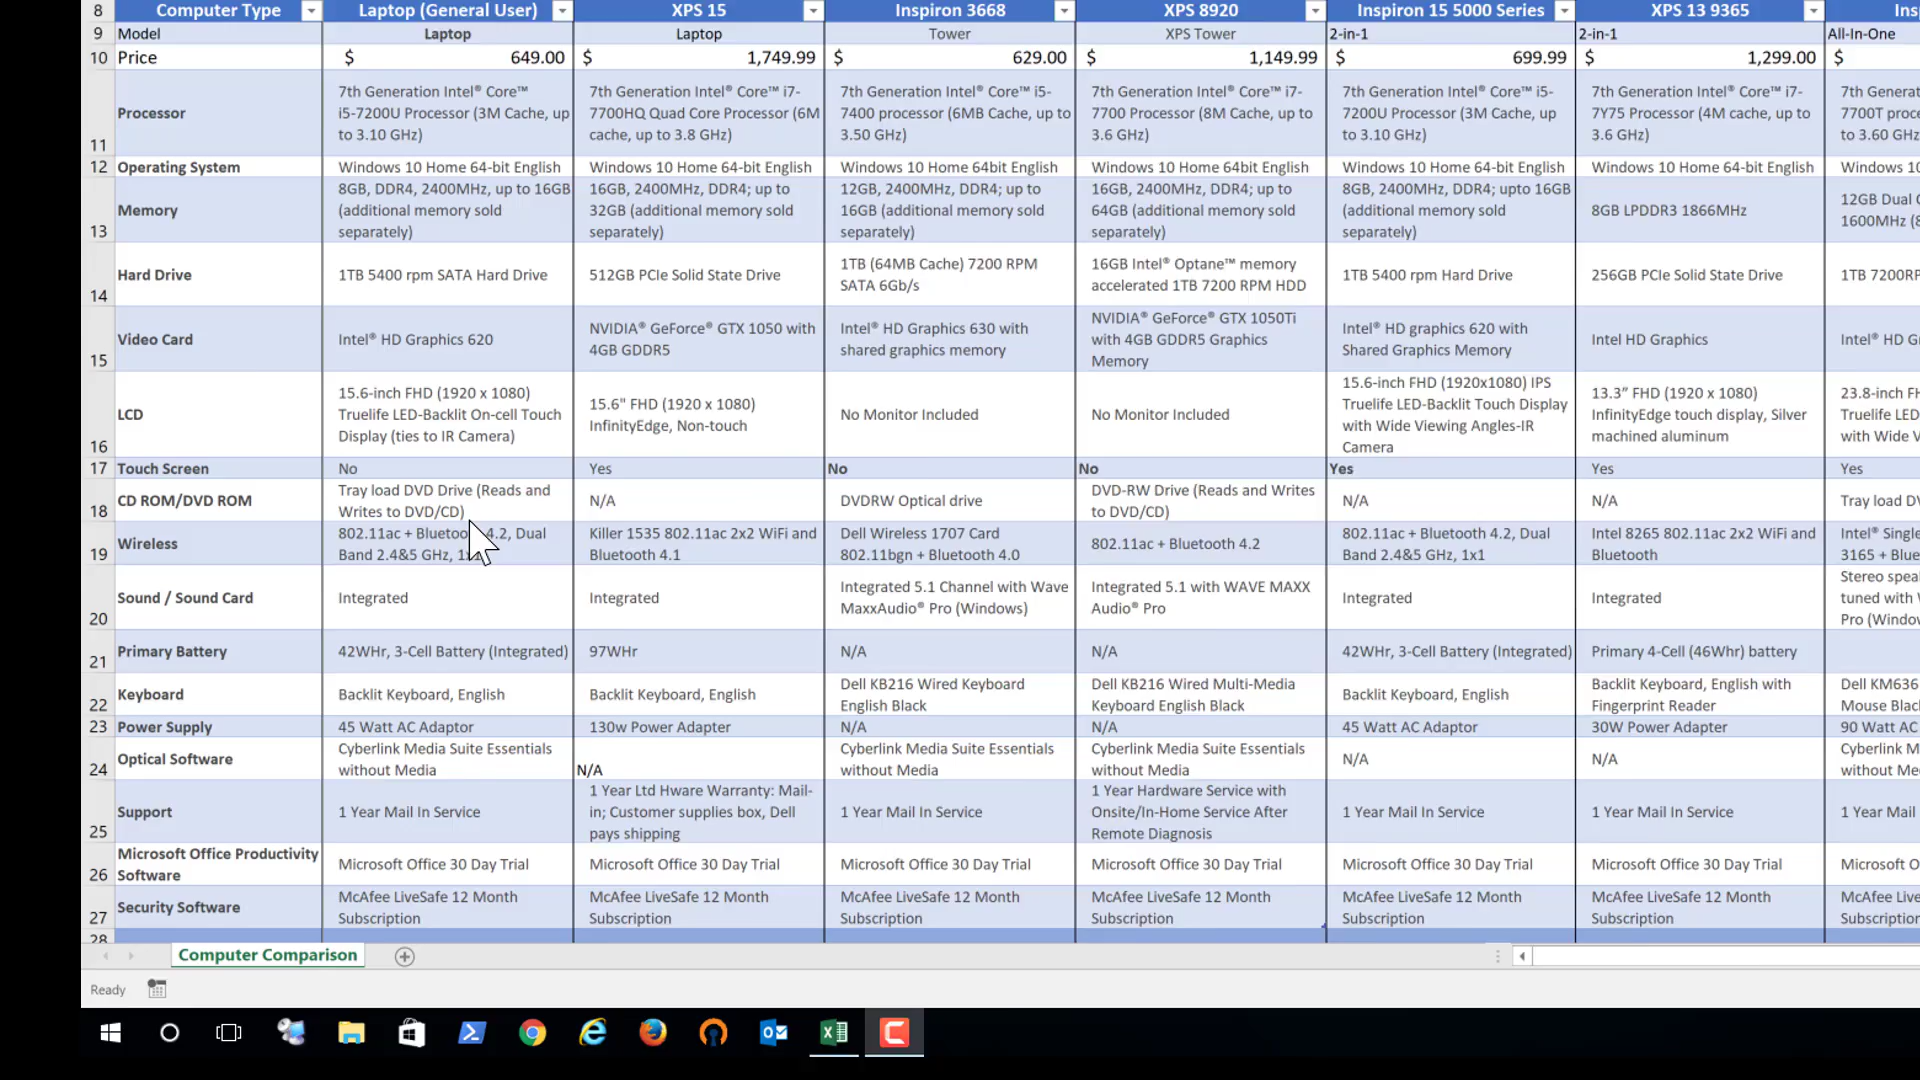 8 Computer Type Laptop (General User) XPS 15 Inspiron 3668 XPS 8920 Inspiron 15 5000 Series XPS 13 9365
9 Model Laptop Laptop Tower XPS Tower 2-in-1 2-in-1 All-In-One
10 Price $ 649.00 $ 1,749.99 $ 629.00 $ 1,149.99 $ 699.99 $ 1,299.00 $
11 Processor
7th Generation Intel® Core™
i5-7200U Processor (3M Cache, up
to 3.10 GHz)
7th Generation Intel® Core™ i7-
7700HQ Quad Core Processor (6M
cache, up to 3.8 GHz)
7th Generation Intel® Core™ i5-
7400 processor (6MB Cache, up to
3.50 GHz)
7th Generation Intel® Core™ i7-
7700 Processor (8M Cache, up to
3.6 GHz)
7th Generation Intel® Core™ i5-
7200U Processor (3M Cache, up
to 3.10 GHz)
7th Generation Intel® Core™ i7-
7Y75 Processor (4M cache, up to
3.6 GHz)
7th
7700T
to 3.60 GHz
12 Operating System Windows 10 Home 64-bit English Windows 10 Home 64-bit English Windows 10 Home 64bit English Windows 10 Home 64-bit English Windows 10 Home 64-bit English Windows 10 Home 64-bit English Windows
13 Memory
8GB, DDR4, 2400MHz, up to 16GB
(additional memory sold
separately)
16GB, 2400MHz, DDR4; up to
32GB (additional memory sold
separately)
12GB, 2400MHz, DDR4; up to
16GB (additional memory sold
separately)
16GB, 2400MHz, DDR4; up to
64GB (additional memory sold
separately)
8GB, 2400MHz, DDR4; upto 16GB
(additional memory sold
separately)
8GB LPDDR3 1866MHz
12GB Dual
1600MHz
14 Hard Drive
1TB 5400 rpm SATA Hard Drive
512GB PCIe Solid State Drive
1TB (64MB Cache) 7200 RPM
SATA 6Gb/s
16GB Intel® Optane™ memory
accelerated 1TB 7200 RPM HDD
1TB 5400 rpm Hard Drive
256GB PCIe Solid State Drive
1TB 7200RP
15 Video Card
Intel® HD Graphics 620
NVIDIA® GeForce® GTX 1050 with
4GB GDDR5
Intel® HD Graphics 630 with
shared graphics memory
NVIDIA® GeForce® GTX 1050Ti
with 4GB GDDR5 Graphics
Memory
Intel® HD graphics 620 with
Shared Graphics Memory
Intel HD Graphics
Intel® HD
16 LCD
15.6-inch FHD (1920 x 1080)
Truelife LED-Backlit On-cell Touch
Display (ties to IR Camera)
15.6" FHD (1920 x 1080)
InfinityEdge, Non-touch
No Monitor Included
No Monitor Included
15.6-inch FHD (1920x1080) IPS
Truelife LED-Backlit Touch Display
with Wide Viewing Angles-IR
Camera
13.3” FHD (1920 x 1080)
InfinityEdge touch display, Silver
machined aluminum
23.8-inch
Truelife LED
with Wide
17 Touch Screen No Yes No No Yes Yes Yes
18 CD ROM/DVD ROM
Tray load DVD Drive (Reads and
Writes to DVD/CD)
N/A
DVDRW Optical drive
DVD-RW Drive (Reads and Writes
to DVD/CD)
N/A
N/A
Tray load
19 Wireless
802.11ac + 4.2, Dual
Band 2.4&5 GHz,
Killer 1535 802.11ac 2x2 WiFi and
Bluetooth 4.1
Dell Wireless 1707 Card
802.11bgn + Bluetooth 4.0
802.11ac + Bluetooth 4.2
802.11ac + Bluetooth 4.2, Dual
Band 2.4&5 GHz, 1x1
Intel 8265 802.11ac 2x2 WiFi and
Bluetooth
Intel®
3165 +
20 Sound / Sound Card
Integrated
Integrated
Integrated 5.1 Channel with Wave
MaxxAudio® Pro (Windows)
Integrated 5.1 with WAVE MAXX
Audio® Pro
Integrated
Integrated
Stereo
tuned with
Pro
21 Primary Battery 42WHr, 3-Cell Battery (Integrated) 97WHr N/A N/A 42WHr, 3-Cell Battery (Integrated) Primary 4-Cell (46Whr) battery
22 Keyboard
Backlit Keyboard, English
Backlit Keyboard, English
Dell KB216 Wired Keyboard
English Black
Dell KB216 Wired Multi-Media
Keyboard English Black
Backlit Keyboard, English
Backlit Keyboard, English with
Fingerprint Reader
Dell KM636
Mouse
23 Power Supply 45 Watt AC Adaptor 130w Power Adapter N/A N/A 45 Watt AC Adaptor 30W Power Adapter 90 Watt AC
24 Optical Software
Cyberlink Media Suite Essentials
without Media
N/A
Cyberlink Media Suite Essentials
without Media
Cyberlink Media Suite Essentials
without Media
N/A
N/A
Cyberlink
without
25 Support
1 Year Mail In Service
1 Year Ltd Hware Warranty: Mail-
in; Customer supplies box, Dell
pays shipping
1 Year Mail In Service
1 Year Hardware Service with
Onsite/In-Home Service After
Remote Diagnosis
1 Year Mail In Service
1 Year Mail In Service
1 Year Mail
26 Microsoft Office Productivity
Software
Microsoft Office 30 Day Trial
Microsoft Office 30 Day Trial
Microsoft Office 30 Day Trial
Microsoft Office 30 Day Trial
Microsoft Office 30 Day Trial
Microsoft Office 30 Day Trial
Microsoft
27 Security Software
McAfee LiveSafe 12 Month
Subscription
McAfee LiveSafe 12 Month
Subscription
McAfee LiveSafe 12 Month
Subscription
McAfee LiveSafe 12 Month
Subscription
McAfee LiveSafe 12 Month
Subscription
McAfee LiveSafe 12 Month
Subscription
McAfee
Subscription
28
Computer Comparison
Ready